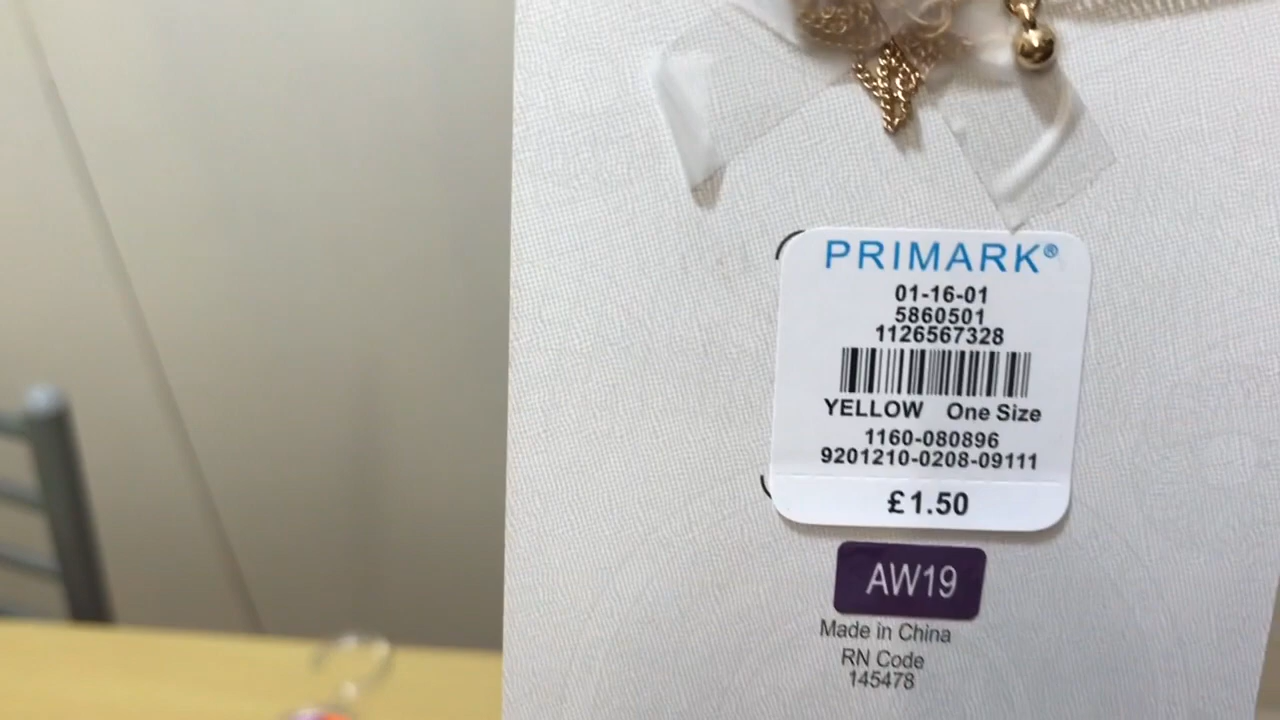 PRIMARK®
01-16-01
5860501
1126567328
YELLOW One Size
1160-080896
9201210-0208-09111
£1.50
AW19
Made in China
RN Code
145478